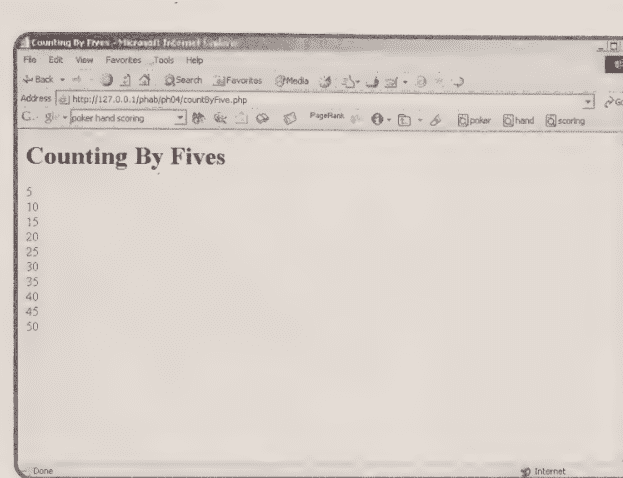 Counting By Fives - Microsoft Internet Explorer
File Edit View Favorites Tools Help
Back Search Favorites Media
Address http://127.0.0.1/phab/ph04/countByFive.php Go
poker hand scoring PageRank poker hand scoring
Counting By Fives
5
10
15
20
25
30
35
40
45
50
Done Internet